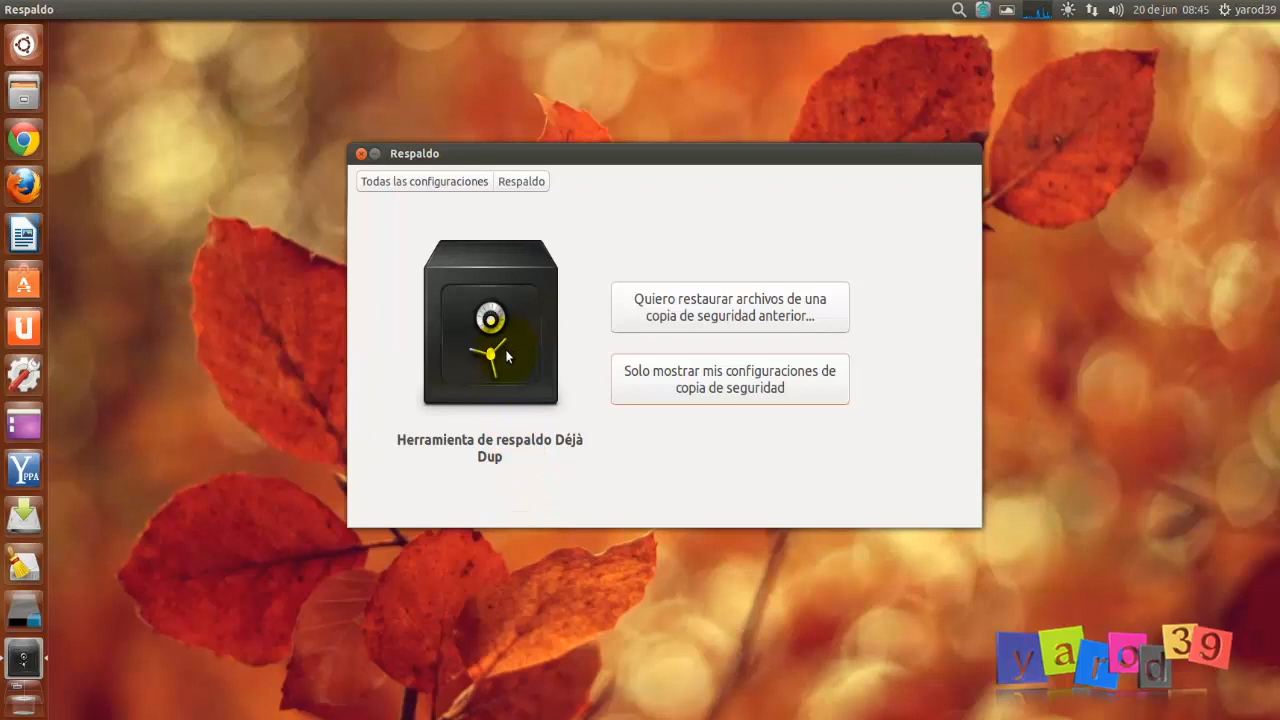 Respaldo
20 de jun 08:45
yarod39
Respaldo
Todas las configuraciones
Respaldo
Quiero restaurar archivos de una
copia de seguridad anterior...
Solo mostrar mis configuraciones de
copia de seguridad
Herramienta de respaldo Déjà
Dup
YPPA
yarod39